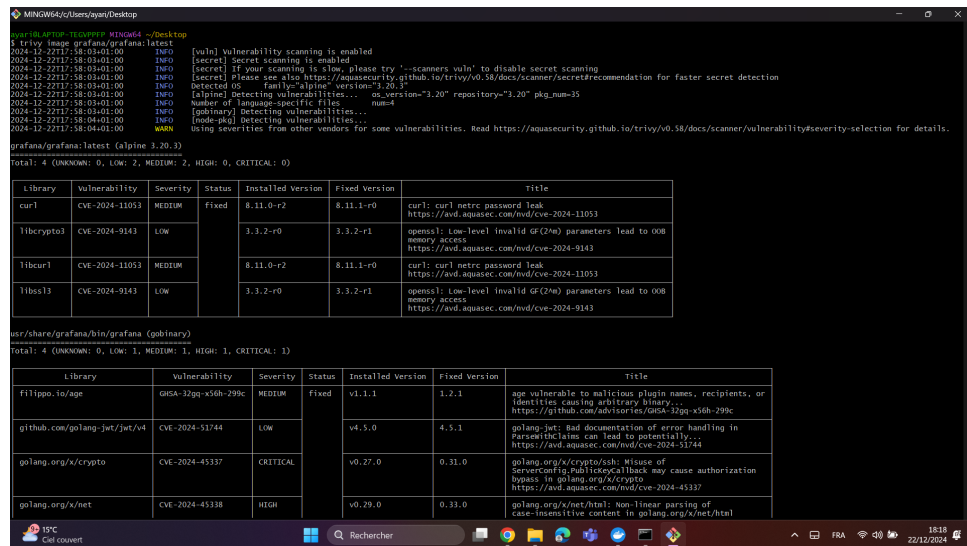 MINGW64:/c/Users/ayari/Desktop
ayari@LAPTOP-TEGVPPFP MINGW64 ~/Desktop
$ trivy image grafana/grafana:latest
2024-12-22T17:58:03+01:00 INFO [vuln] Vulnerability scanning is enabled
2024-12-22T17:58:03+01:00 INFO [secret] Secret scanning is enabled
2024-12-22T17:58:03+01:00 INFO [secret] If your scanning is slow, please try '--scanners vuln' to disable secret scanning
2024-12-22T17:58:03+01:00 INFO [secret] Please see also https://aquasecurity.github.io/trivy/v0.58/docs/scanner/secret#recommendation for faster secret detection
2024-12-22T17:58:03+01:00 INFO Detected OS family="alpine" version="3.20.3"
2024-12-22T17:58:03+01:00 INFO [alpine] Detecting vulnerabilities... os_version="3.20" repository="3.20" pkg_num=35
2024-12-22T17:58:03+01:00 INFO Number of language-specific files num=4
2024-12-22T17:58:03+01:00 INFO [gobinary] Detecting vulnerabilities...
2024-12-22T17:58:04+01:00 INFO [node-pkg] Detecting vulnerabilities...
2024-12-22T17:58:04+01:00 WARN Using severities from other vendors for some vulnerabilities. Read https://aquasecurity.github.io/trivy/v0.58/docs/scanner/vulnerability#severity-selection for details.
grafana/grafana:latest (alpine 3.20.3)
Total: 4 (UNKNOWN: 0, LOW: 2, MEDIUM: 2, HIGH: 0, CRITICAL: 0)
Library Vulnerability Severity Status Installed Version Fixed Version Title
curl CVE-2024-11053 MEDIUM fixed 8.11.0-r2 8.11.1-r0 curl: curl netrc password leak
https://avd.aquasec.com/nvd/cve-2024-11053
libcrypto3 CVE-2024-9143 LOW 3.3.2-r0 3.3.2-r1 openssl: Low-level invalid GF(2^m) parameters lead to OOB
memory access
https://avd.aquasec.com/nvd/cve-2024-9143
libcurl CVE-2024-11053 MEDIUM 8.11.0-r2 8.11.1-r0 curl: curl netrc password leak
https://avd.aquasec.com/nvd/cve-2024-11053
libssl3 CVE-2024-9143 LOW 3.3.2-r0 3.3.2-r1 openssl: Low-level invalid GF(2^m) parameters lead to OOB
memory access
https://avd.aquasec.com/nvd/cve-2024-9143
usr/share/grafana/bin/grafana (gobinary)
Total: 4 (UNKNOWN: 0, LOW: 1, MEDIUM: 1, HIGH: 1, CRITICAL: 1)
Library Vulnerability Severity Status Installed Version Fixed Version Title
filippo.io/age GHSA-32gq-x56h-299c MEDIUM fixed v1.1.1 1.2.1 age vulnerable to malicious plugin names, recipients, or
identities causing arbitrary binary...
https://github.com/advisories/GHSA-32gq-x56h-299c
github.com/golang-jwt/jwt/v4 CVE-2024-51744 LOW v4.5.0 4.5.1 golang-jwt: Bad documentation of error handling in
ParseWithClaims can lead to potentially...
https://avd.aquasec.com/nvd/cve-2024-51744
golang.org/x/crypto CVE-2024-45337 CRITICAL v0.27.0 0.31.0 golang.org/x/crypto/ssh: Misuse of
ServerConfig.PublicKeyCallback may cause authorization
bypass in golang.org/x/crypto
https://avd.aquasec.com/nvd/cve-2024-45337
golang.org/x/net CVE-2024-45338 HIGH v0.29.0 0.33.0 golang.org/x/net/html: Non-linear parsing of
case-insensitive content in golang.org/x/net/html
15°C
Ciel couvert
Rechercher
FRA
18:18
22/12/2024